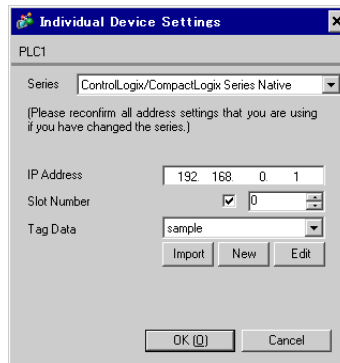 Individual Device Settings
PLC1
Series ControlLogix/CompactLogix Series Native
(Please reconfirm all address settings that you are using
if you have changed the series.)
IP Address 192. 168. 0. 1
Slot Number 0
Tag Data sample
Import New Edit
OK (O) Cancel